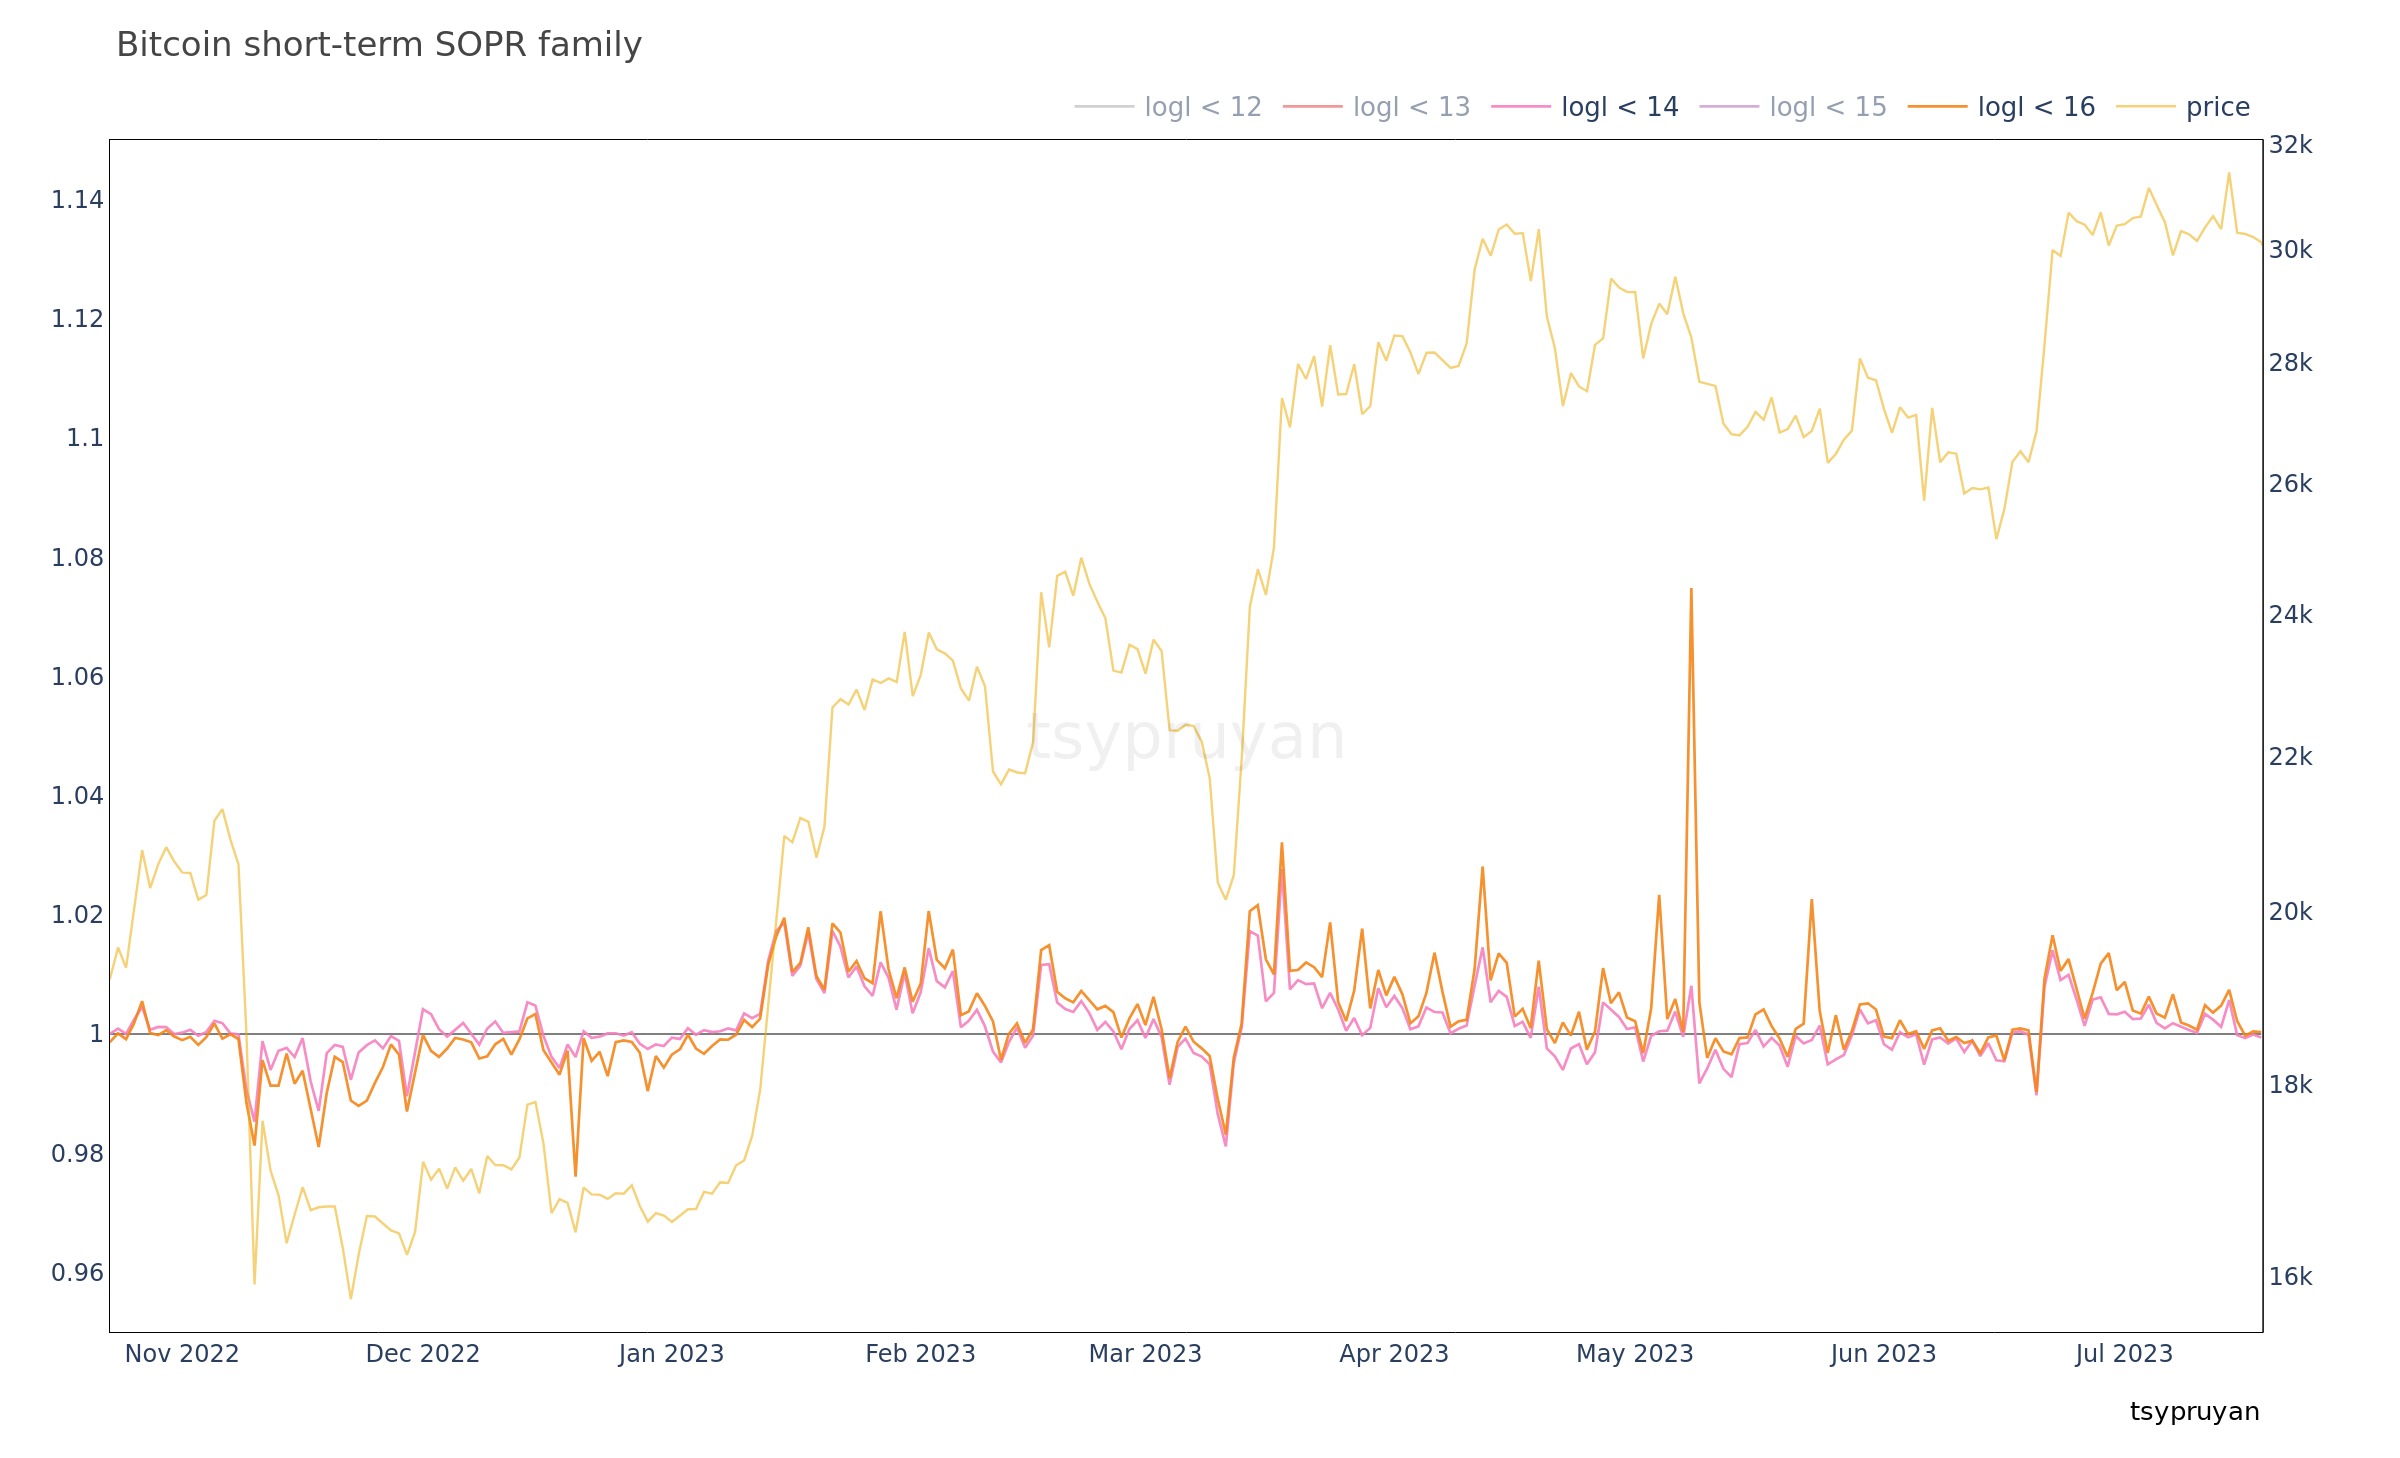 Bitcoin short-term SOPR family
logl < 12 logl < 13 logl < 14 logl < 15 logl < 16 price
1.14
1.12
1.1
1.08
1.06
1.04
1.02
1
0.98
0.96
32k
30k
28k
26k
24k
22k
20k
18k
16k
tsypruyan
Nov 2022 Dec 2022 Jan 2023 Feb 2023 Mar 2023 Apr 2023 May 2023 Jun 2023 Jul 2023
tsypruyan